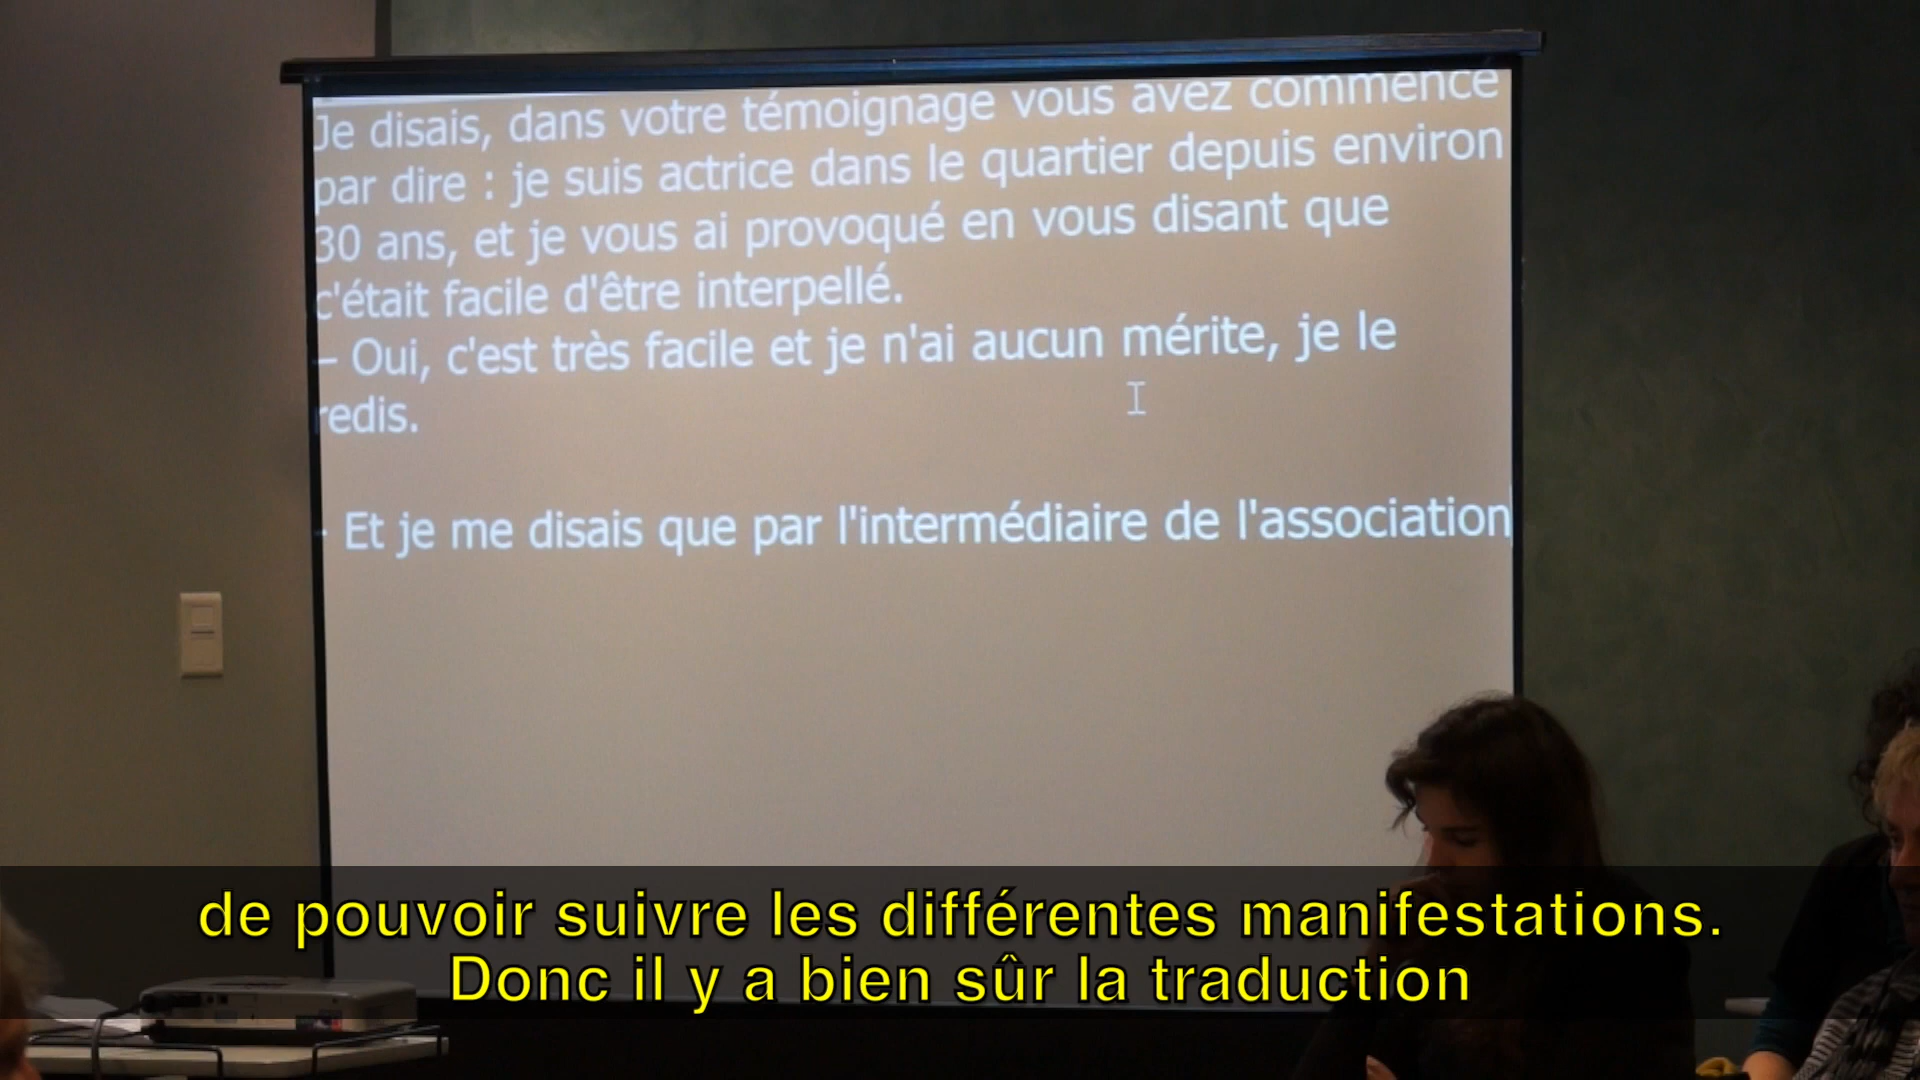 Je disais, dans votre témoignage vous avez commencé
par dire : je suis actrice dans le quartier depuis environ
30 ans, et je vous ai provoqué en vous disant que
c'était facile d'être interpellé.
– Oui, c'est très facile et je n'ai aucun mérite, je le
redis.
- Et je me disais que par l'intermédiaire de l'association
de pouvoir suivre les différentes manifestations.
Donc il y a bien sûr la traduction